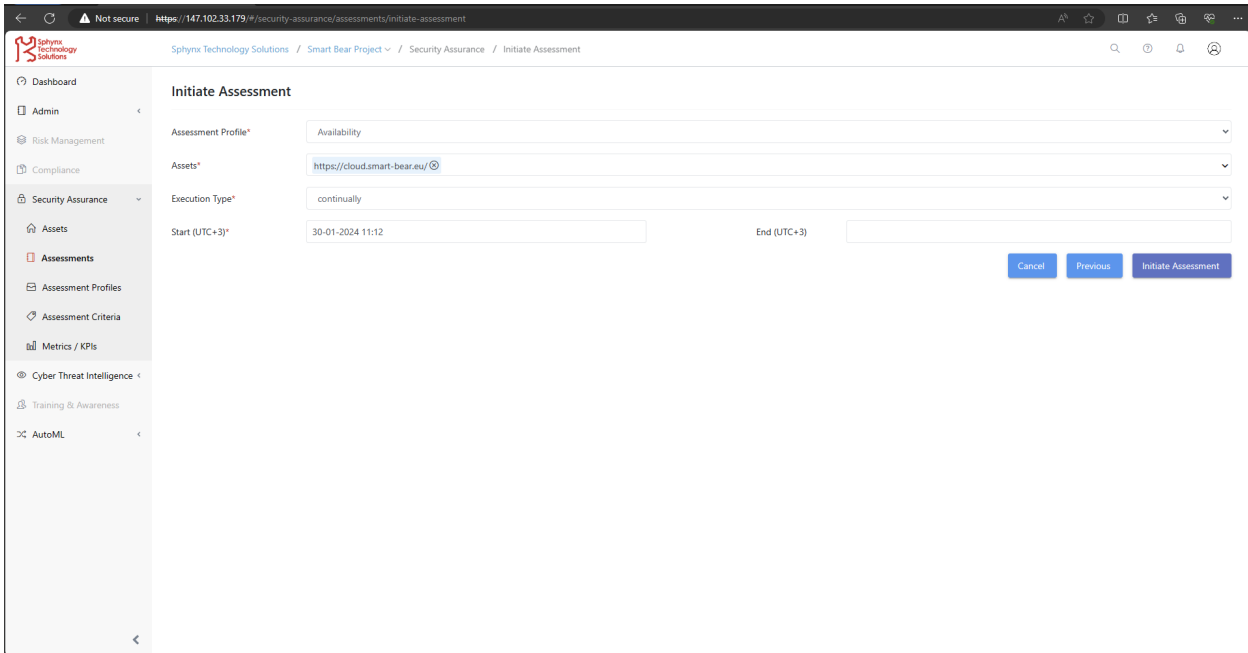 Not secure https://147.102.33.179/#/security-assurance/assessments/initiate-assessment
Sphynx
Technology
Solutions
Sphynx Technology Solutions / Smart Bear Project / Security Assurance / Initiate Assessment
Dashboard
Admin
Risk Management
Compliance
Security Assurance
Assets
Assessments
Assessment Profiles
Assessment Criteria
Metrics / KPIs
Cyber Threat Intelligence
Training & Awareness
AutoML
Initiate Assessment
Assessment Profile* Availability
Assets* https://cloud.smart-bear.eu/
Execution Type* continually
Start (UTC+3)* 30-01-2024 11:12 End (UTC+3)
Cancel Previous Initiate Assessment